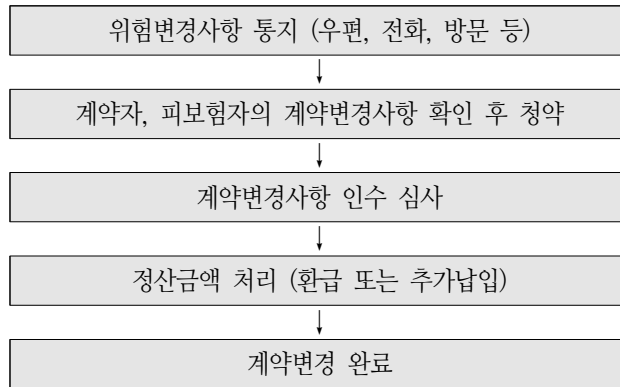 위험변경사항 통지 (우편, 전화, 방문 등)
계약자, 피보험자의 계약변경사항 확인 후 청약
계약변경사항 인수 심사
정산금액 처리 (환급 또는 추가납입)
계약변경 완료